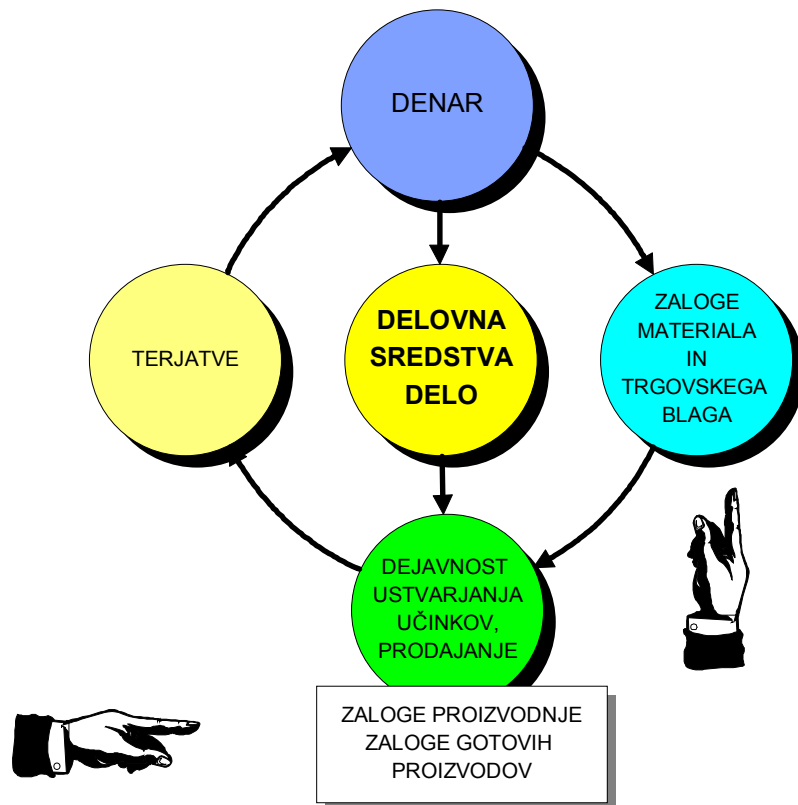 DENAR
TERJATVE
DELOVNA
SREDSTVA
DELO
ZALOGE
MATERIALA
IN
TRGOVSKEGA
BLAGA
DEJAVNOST
USTVARJANJA
UČINKOV,
PRODAJANJE
ZALOGE PROIZVODNJE
ZALOGE GOTOVIH
PROIZVODOV